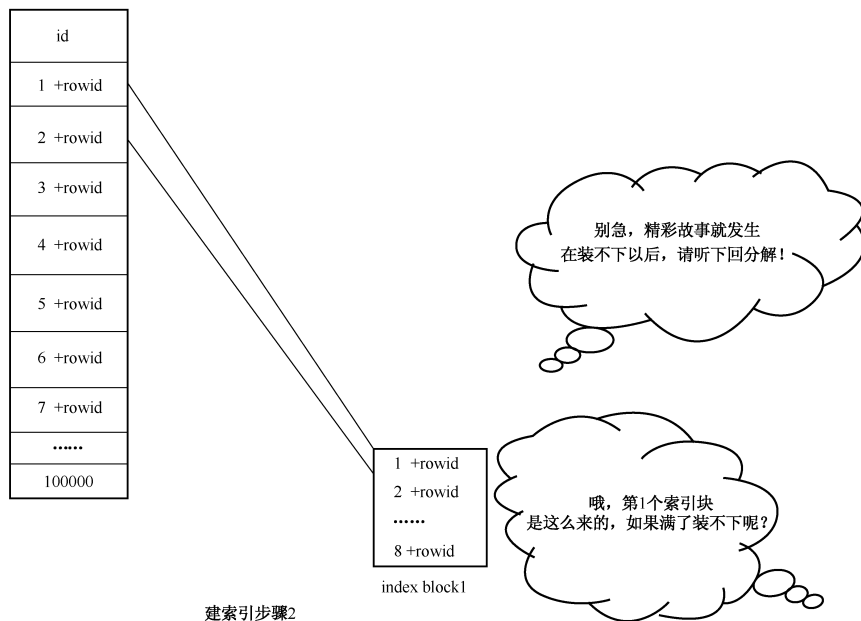 id
1 +rowid
2 +rowid
3 +rowid
4 +rowid
5 +rowid
6 +rowid
7 +rowid
……
100000
别急，精彩故事就发生
在装不下以后，请听下回分解！
1 +rowid
2 +rowid
……
8 +rowid
index block1
哦，第1个索引块
是这么来的，如果满了装不下呢？
建索引步骤2